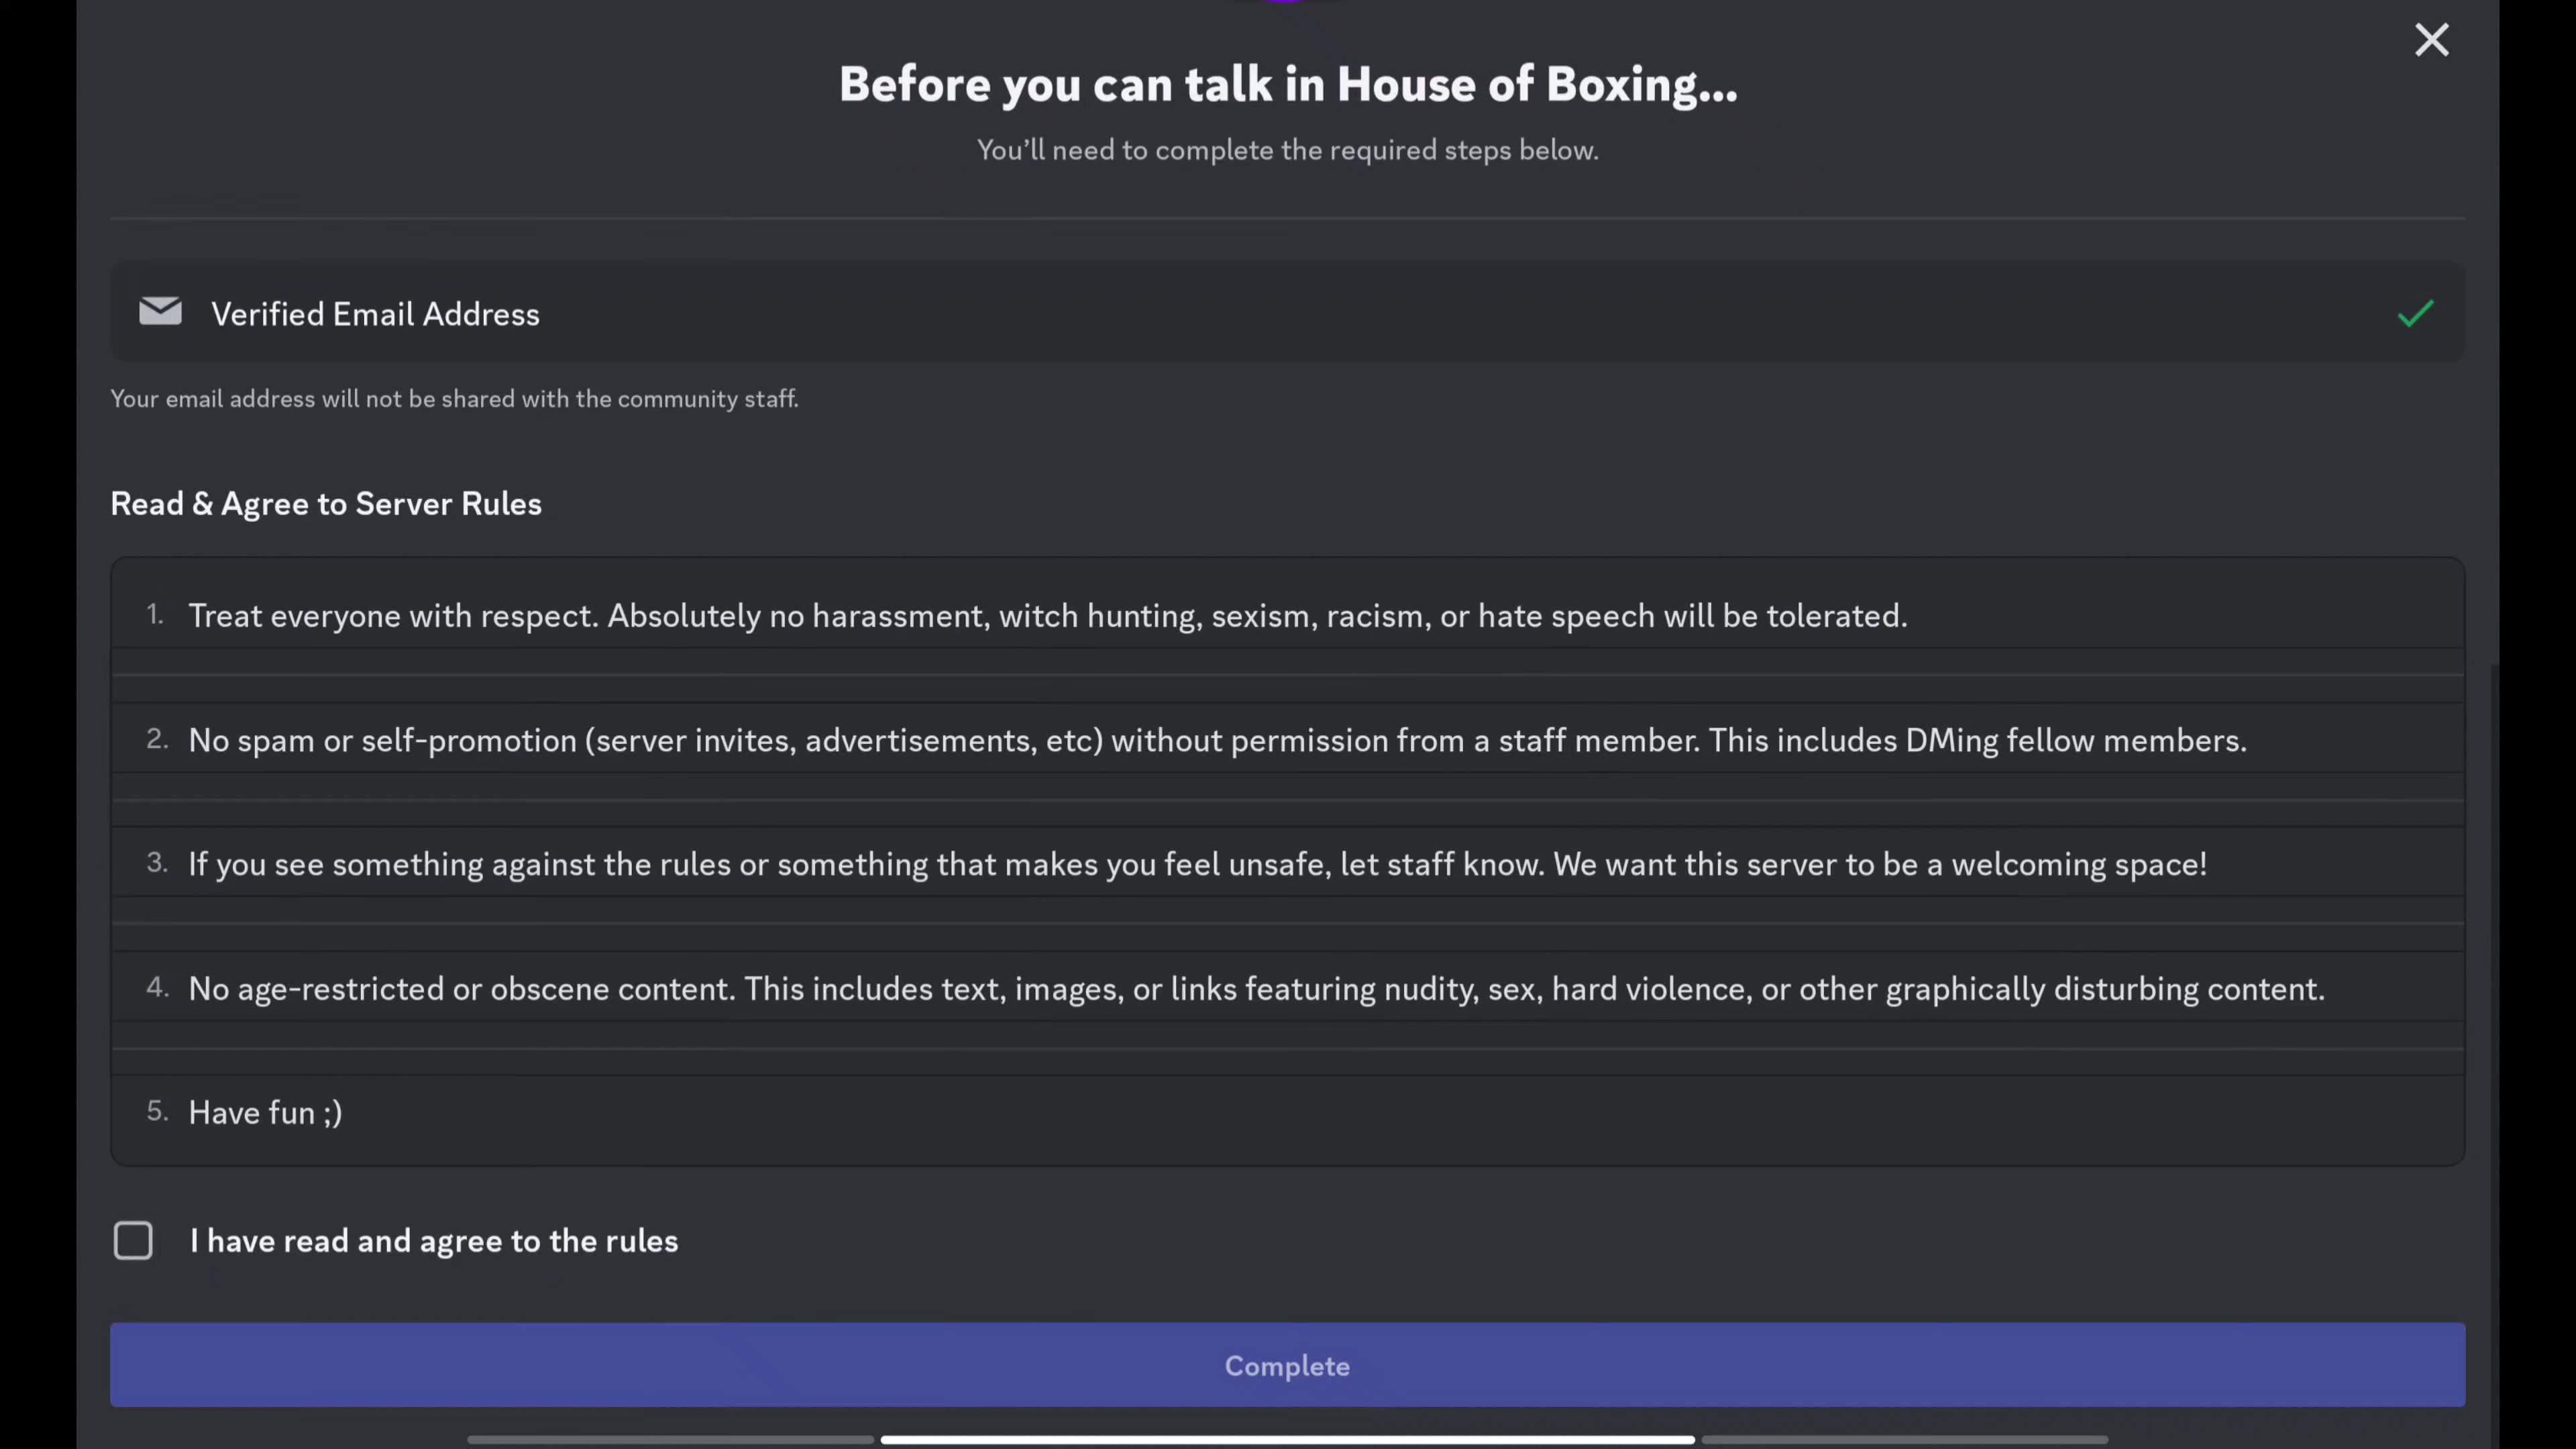 Before you can talk in House of Boxing...
You’ll need to complete the required steps below.
Verified Email Address
Your email address will not be shared with the community staff.
Read & Agree to Server Rules
1. Treat everyone with respect. Absolutely no harassment, witch hunting, sexism, racism, or hate speech will be tolerated.
2. No spam or self-promotion (server invites, advertisements, etc) without permission from a staff member. This includes DMing fellow members.
3. If you see something against the rules or something that makes you feel unsafe, let staff know. We want this server to be a welcoming space!
4. No age-restricted or obscene content. This includes text, images, or links featuring nudity, sex, hard violence, or other graphically disturbing content.
5. Have fun ;)
I have read and agree to the rules
Complete